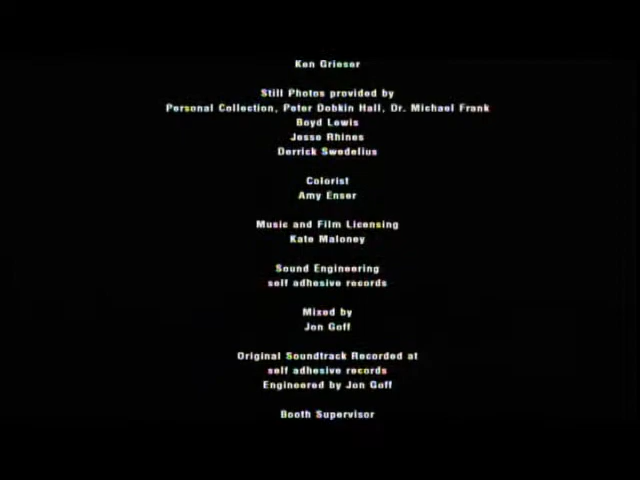 Ken Grieser
Still Photos provided by
Personal Collection, Peter Dobkin Hall, Dr. Michael Frank
Boyd Lewis
Jesse Rhines
Derrick Swedelius
Colorist
Amy Enser
Music and Film Licensing
Kate Maloney
Sound Engineering
self adhesive records
Mixed by
Jon Goff
Original Soundtrack Recorded at
self adhesive records
Engineered by Jon Goff
Booth Supervisor